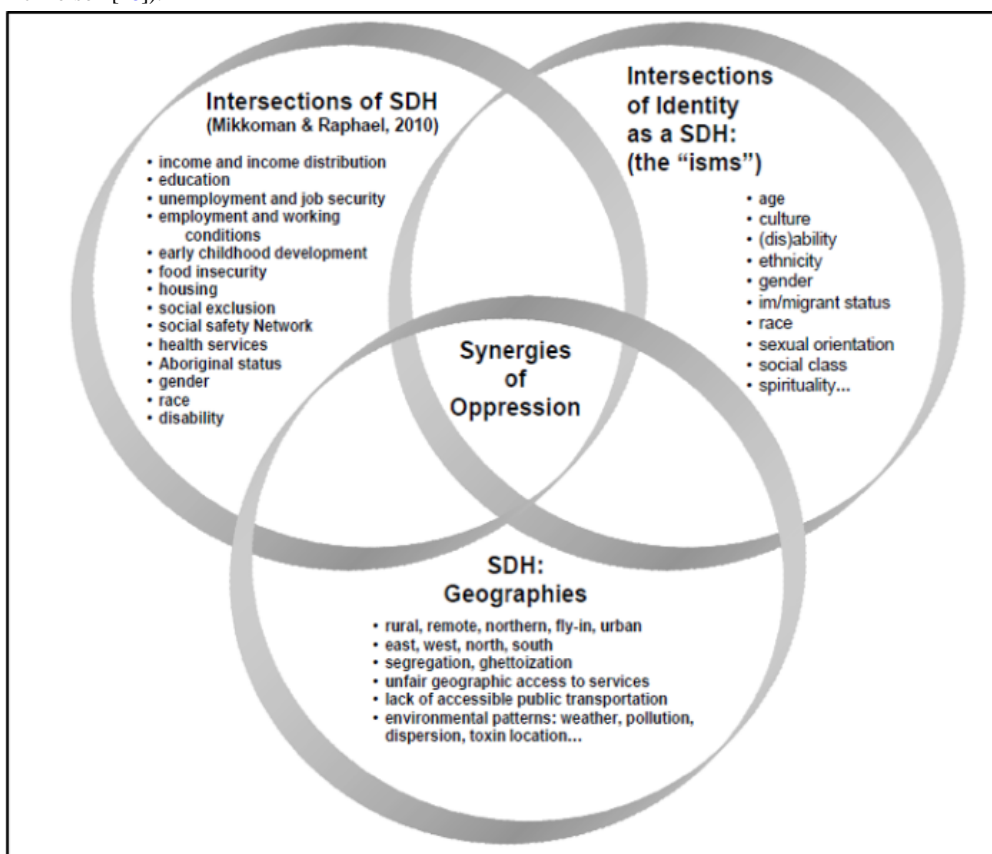 Intersections of SDH
(Mikkoman & Raphael, 2010)
• income and income distribution
• education
• unemployment and job security
• employment and working
conditions
• early childhood development
• food insecurity
• housing
• social exclusion
• social safety Network
• health services
• Aboriginal status
• gender
• race
• disability
Intersections
of Identity
as a SDH:
(the “isms”)
• age
• culture
• (dis)ability
• ethnicity
• gender
• im/migrant status
• race
• sexual orientation
• social class
• spirituality...
Synergies
of
Oppression
SDH:
Geographies
• rural, remote, northern, fly-in, urban
• east, west, north, south
• segregation, ghettoization
• unfair geographic access to services
• lack of accessible public transportation
• environmental patterns: weather, pollution,
dispersion, toxin location...